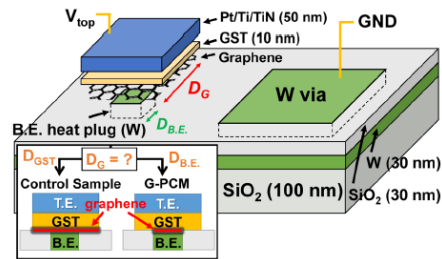 V_top
Pt/Ti/TiN (50 nm)
GST (10 nm)
Graphene
GND
D_G
W via
D_B.E.
B.E. heat plug (W)
W (30 nm)
SiO₂ (30 nm)
SiO₂ (100 nm)
D_GST
D_G = ?
D_B.E.
Control Sample
G-PCM
T.E.
T.E.
graphene
GST
GST
B.E.
B.E.